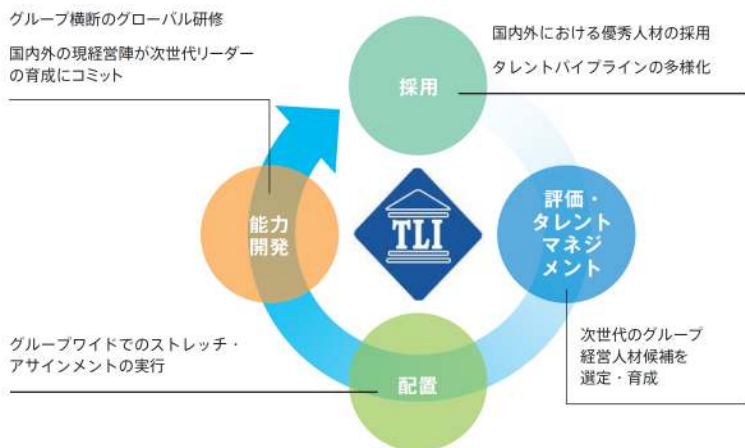 グループ横断のグローバル研修
国内外の現経営陣が次世代リーダー
の育成にコミット
国内外における優秀人材の採用
タレントパイプラインの多様化
採用
能力
開発
TLI
評価・
タレント
マネジ
メント
グループワイドでのストレッチ・
アサインメントの実行
配置
次世代のグループ
経営人材候補を
選定・育成